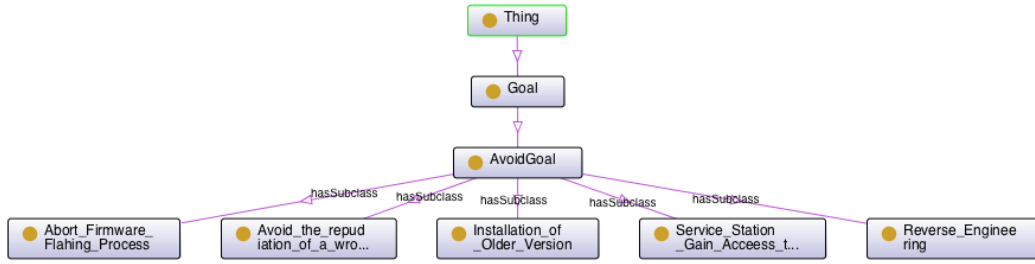 Thing
Goal
AvoidGoal
hasSubclass hasSubclass hasSubclass hasSubclass hasSubclass
Abort_Firmware_
Flahing_Process
Avoid_the_repud
iation_of_a_wro...
Installation_of
_Older_Version
Service_Station
_Gain_Acceess_t...
Reverse_Enginee
ring